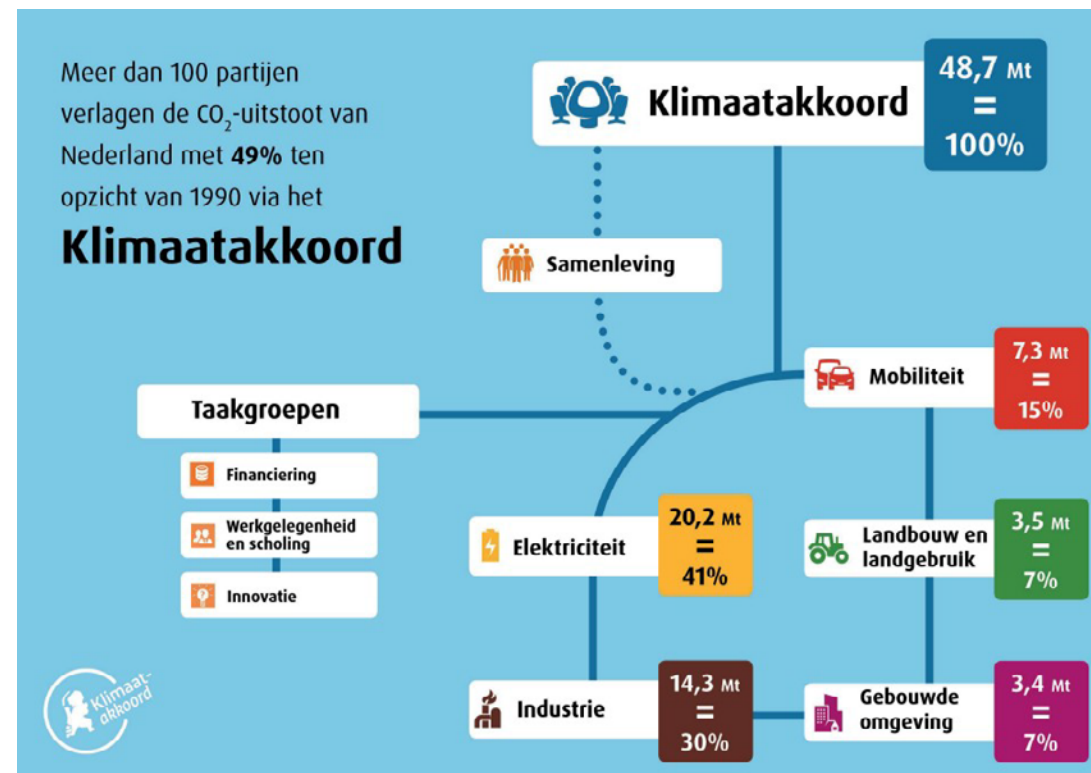 Meer dan 100 partijen
verlagen de CO₂-uitstoot van
Nederland met 49% ten
opzicht van 1990 via het
Klimaatakkoord
Klimaatakkoord
48,7 Mt
=
100%
Samenleving
Mobiliteit
7,3 Mt
=
15%
Taakgroepen
Financiering
Werkgelegenheid
en scholing
Innovatie
Elektriciteit
20,2 Mt
=
41%
Landbouw en
landgebruik
3,5 Mt
=
7%
Industrie
14,3 Mt
=
30%
Gebouwde
omgeving
3,4 Mt
=
7%
Klimaat-
akkoord